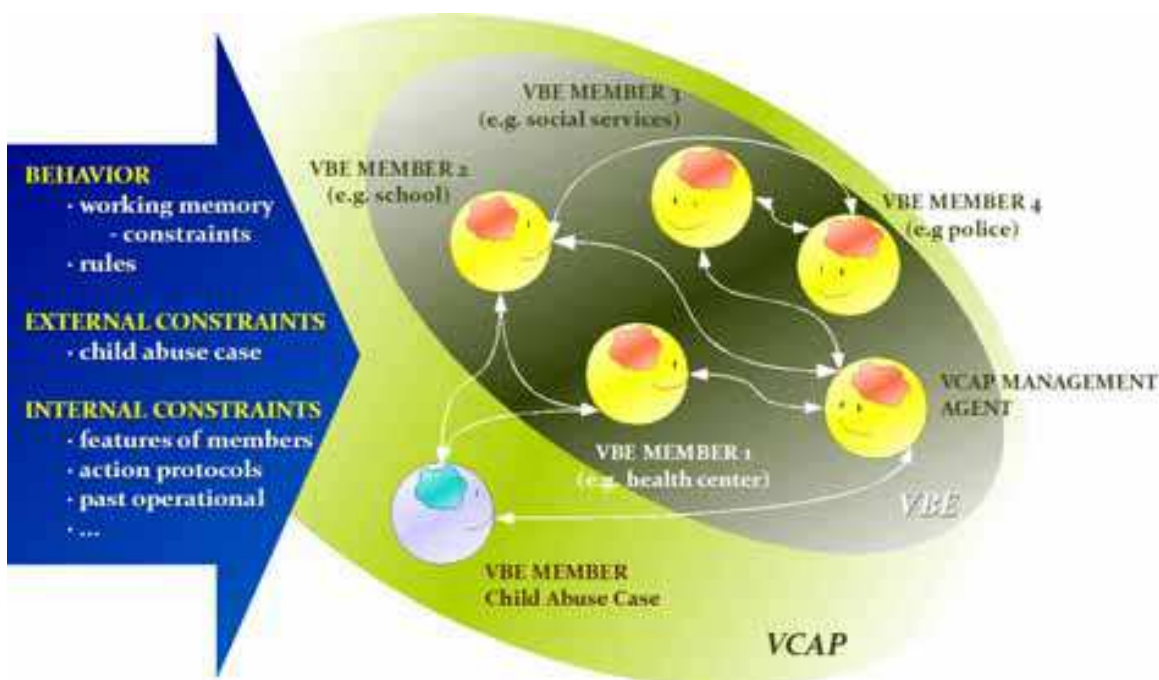 BEHAVIOR
· working memory
- constraints
· rules
EXTERNAL CONSTRAINTS
· child abuse case
INTERNAL CONSTRAINTS
· features of members
· action protocols
· past operational
· ...
VBE MEMBER 3
(e.g. social services)
VBE MEMBER 2
(e.g. school)
VBE MEMBER 4
(e.g police)
VCAP MANAGEMENT
AGENT
VBE MEMBER 1
(e.g. health center)
VBE
VBE MEMBER
Child Abuse Case
VCAP